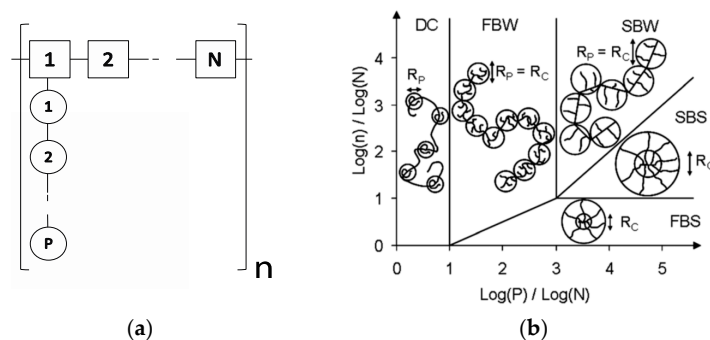 1
2
N
1
2
P
n
(a)
Log(n) / Log(N)
DC
FBW
SBW
R_P
R_P = R_C
R_P = R_C
SBS
R_C
R_C
FBS
4
3
2
1
0
0
1
2
3
4
5
Log(P) / Log(N)
(b)